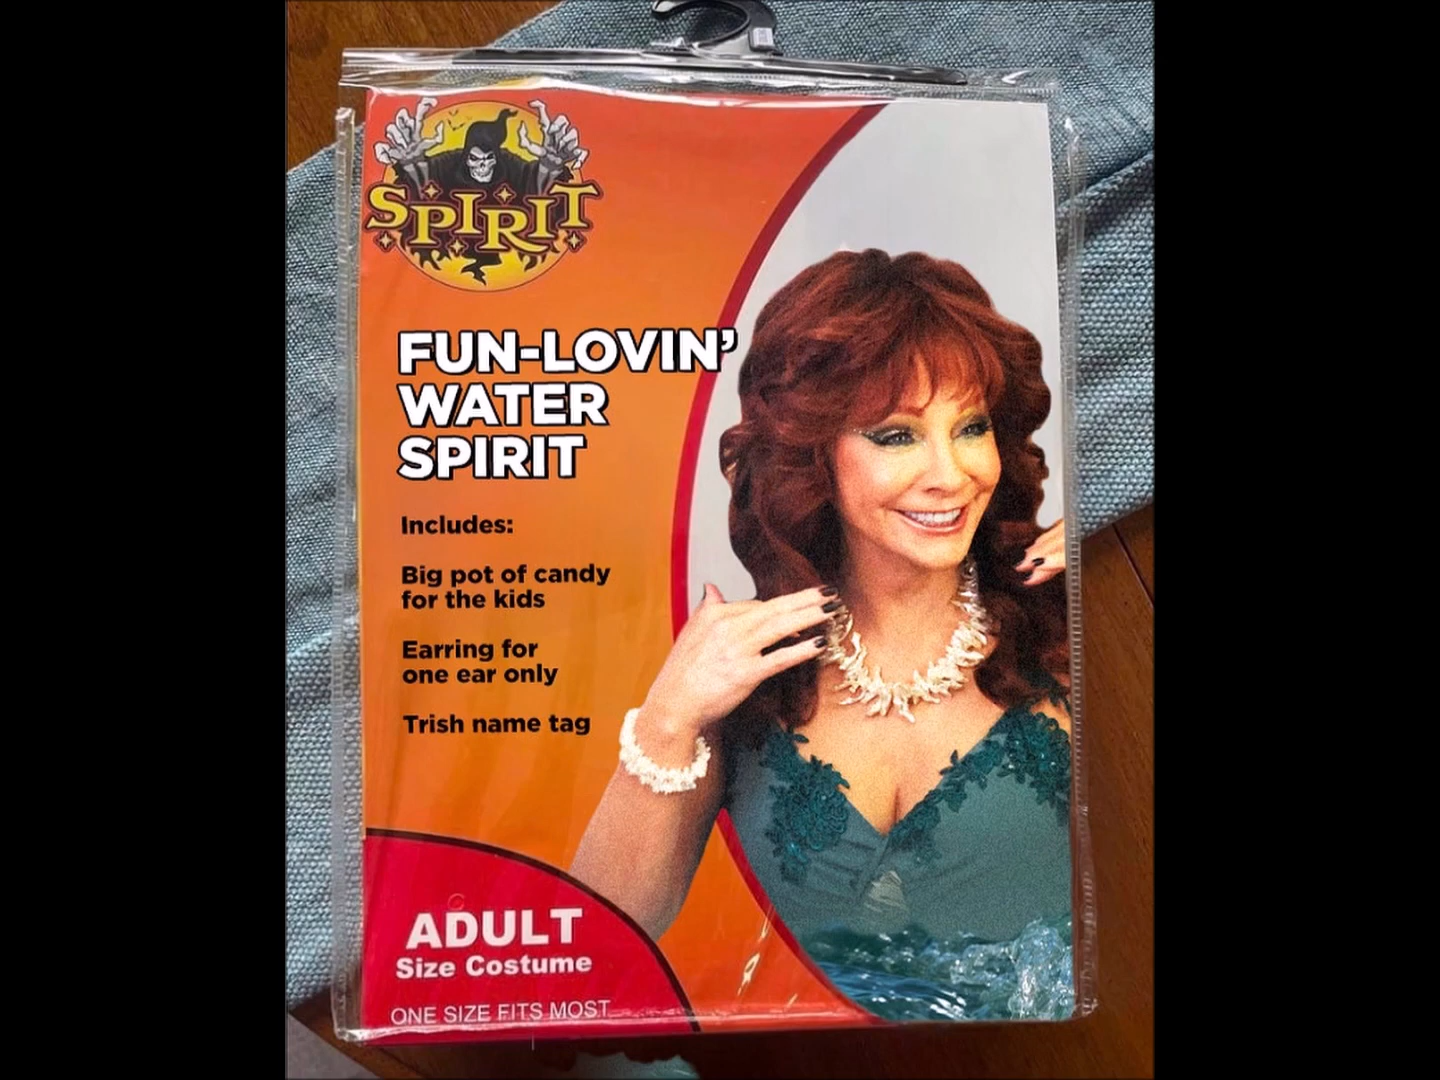 SPIRIT
FUN-LOVIN'
WATER
SPIRIT
Includes:
Big pot of candy
for the kids
Earring for
one ear only
Trish name tag
ADULT
Size Costume
ONE SIZE FITS MOST